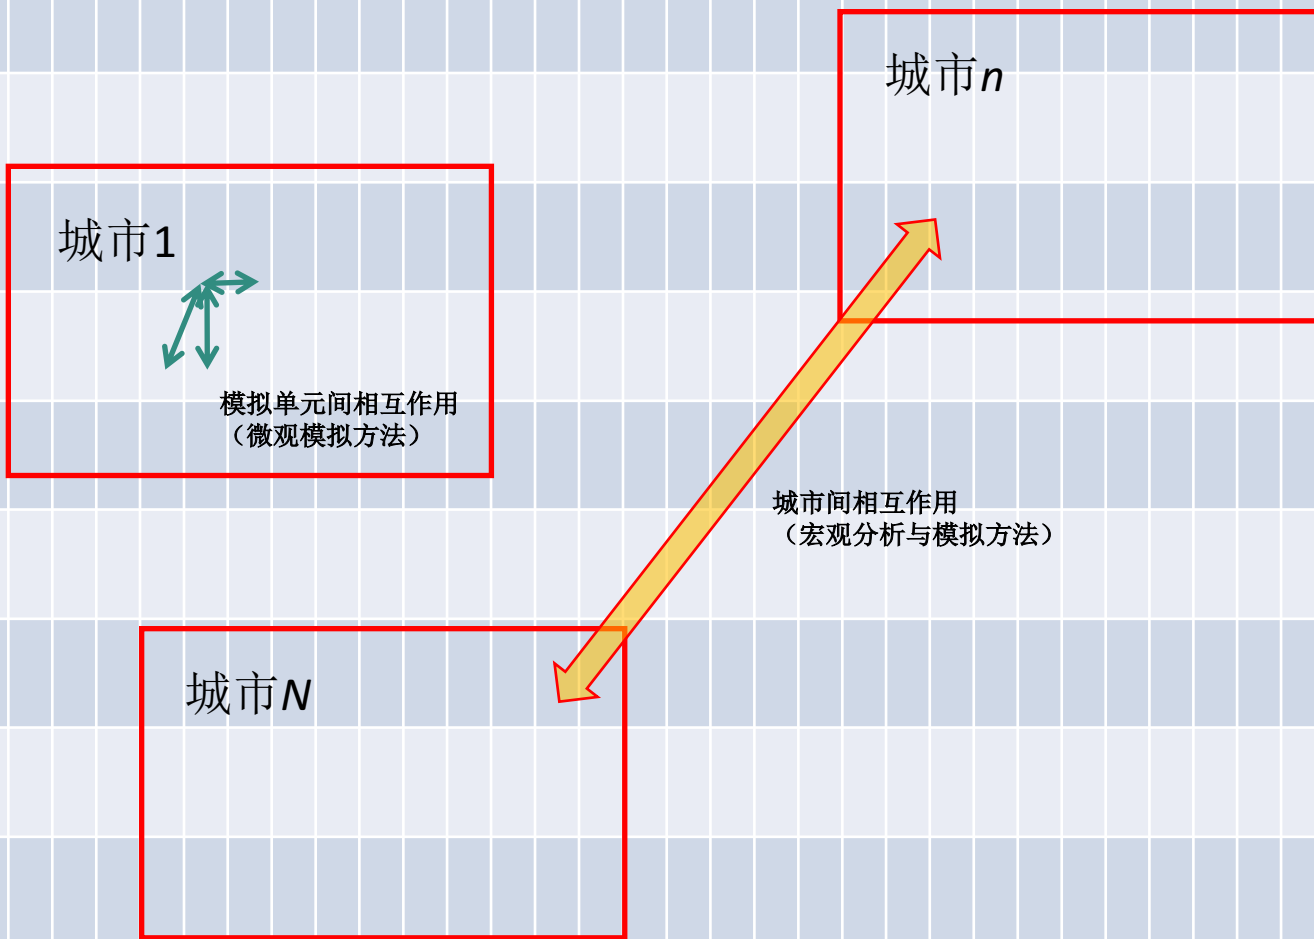 城市n
城市1
模拟单元间相互作用
（微观模拟方法）
城市间相互作用
（宏观分析与模拟方法）
城市N